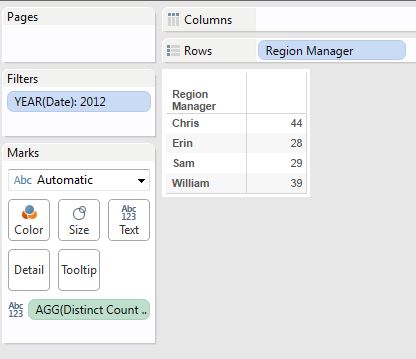 Pages
Columns
Rows Region Manager
Filters
YEAR(Date): 2012
Region
Manager
Chris 44
Erin 28
Sam 29
William 39
Marks
Abc Automatic
Color Size Abc
123
Text
Detail Tooltip
Abc
123
AGG(Distinct Count ..